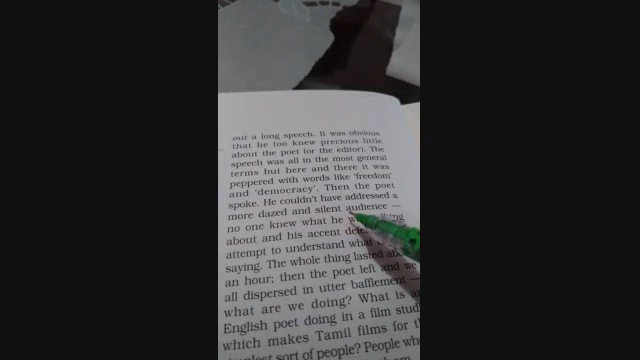 out a long speech. It was obvious
that he too knew precious little
about the poet (or the editor). The
speech was all in the most general
terms but here and there it was
peppered with words like 'freedom'
and 'democracy'. Then the poet
spoke. He couldn't have addressed a
more dazed and silent audience —
no one knew what he
about and his accent
attempt to understand what
saying. The whole thing lasted
an hour; then the poet left and we
all dispersed in utter bafflement —
what are we doing? What is
English poet doing in a film
which makes Tamil films for
sort of people? People